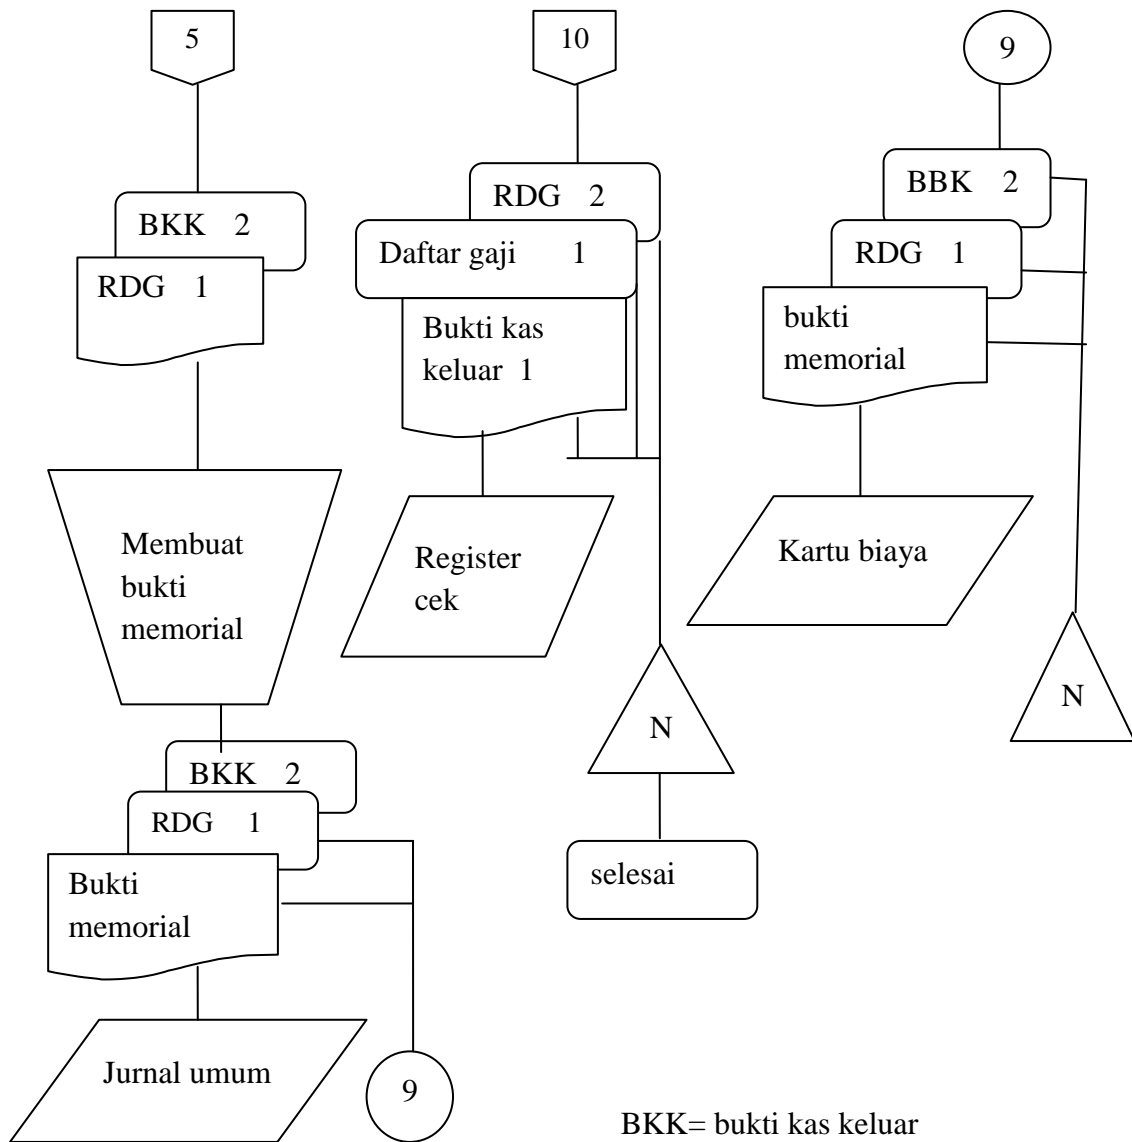 5
BKK 2
RDG 1
Membuat
bukti
memorial
BKK 2
RDG 1
Bukti
memorial
Jurnal umum
9
10
RDG 2
Daftar gaji 1
Bukti kas
keluar 1
Register
cek
N
selesai
9
BBK 2
RDG 1
bukti
memorial
Kartu biaya
N
BKK= bukti kas keluar